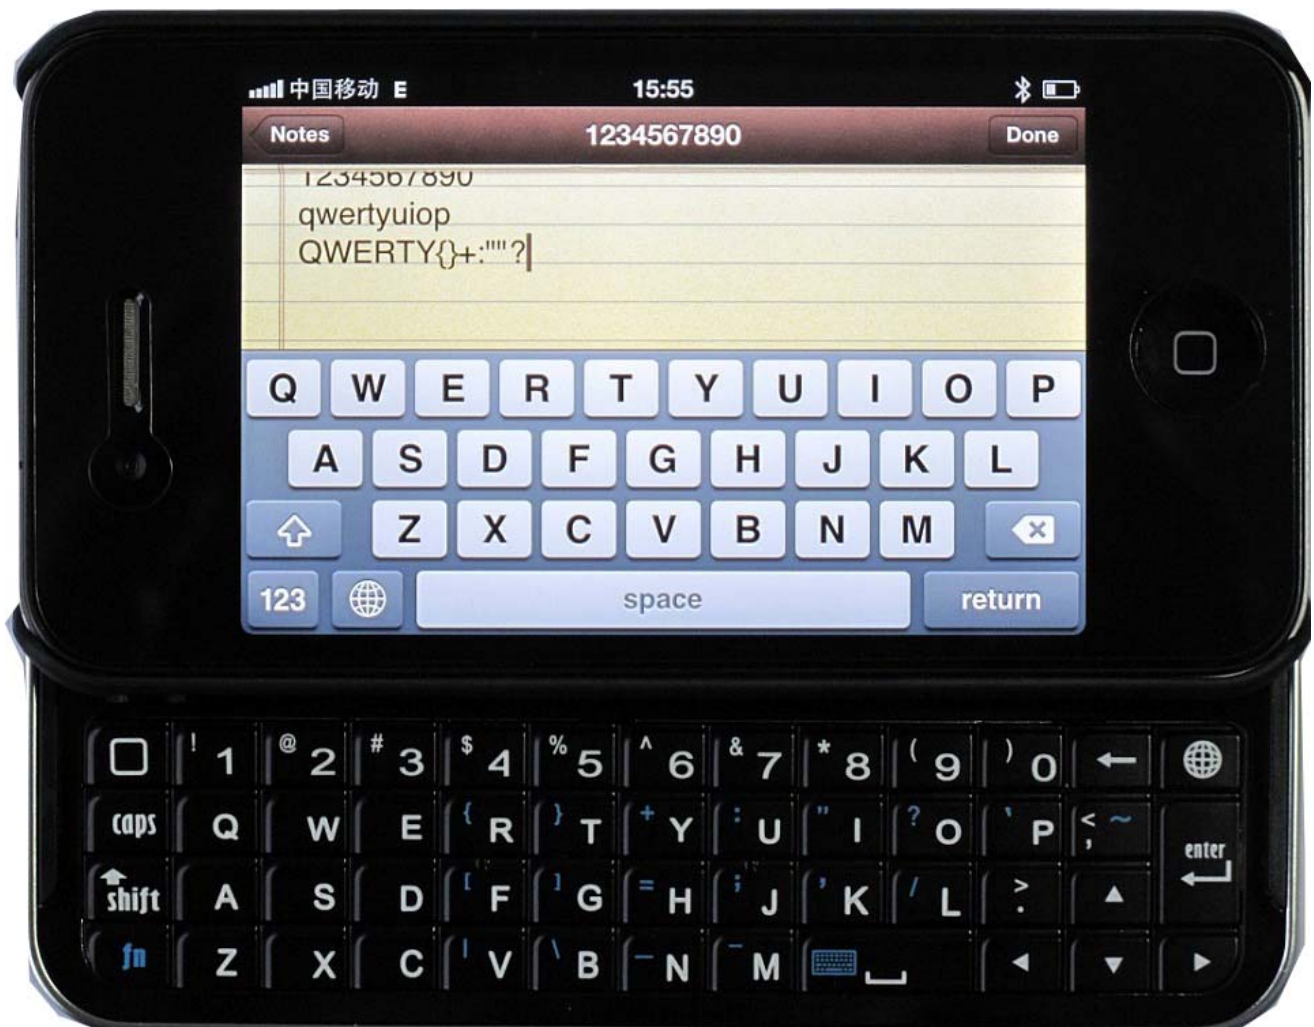 中国移动 E 15:55
Notes 1234567890 Done
1234567890
qwertyuiop
QWERTY{}+:""?
Q W E R T Y U I O P
A S D F G H J K L
Z X C V B N M
123 space return
! 1 @ 2 # 3 $ 4 % 5 ^ 6 & 7 * 8 ( 9 ) 0 ←
caps Q W E { R } T + Y : U " I ? O ` P < , ~
shift A S D [ F ] G = H ; J ' K / L > . ▲
enter
fn Z X C | V \ B – N ¯ M ◀ ▼ ▶